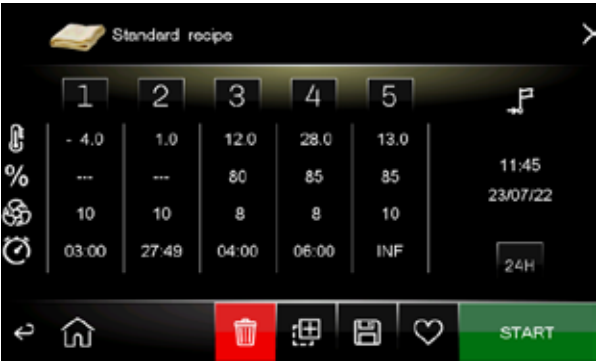 Standard recipe
1 2 3 4 5
- 4.0 1.0 12.0 28.0 13.0
% --- --- 80 85 85
10 10 8 8 10
03:00 27:49 04:00 06:00 INF
11:45
23/07/22
24H
START